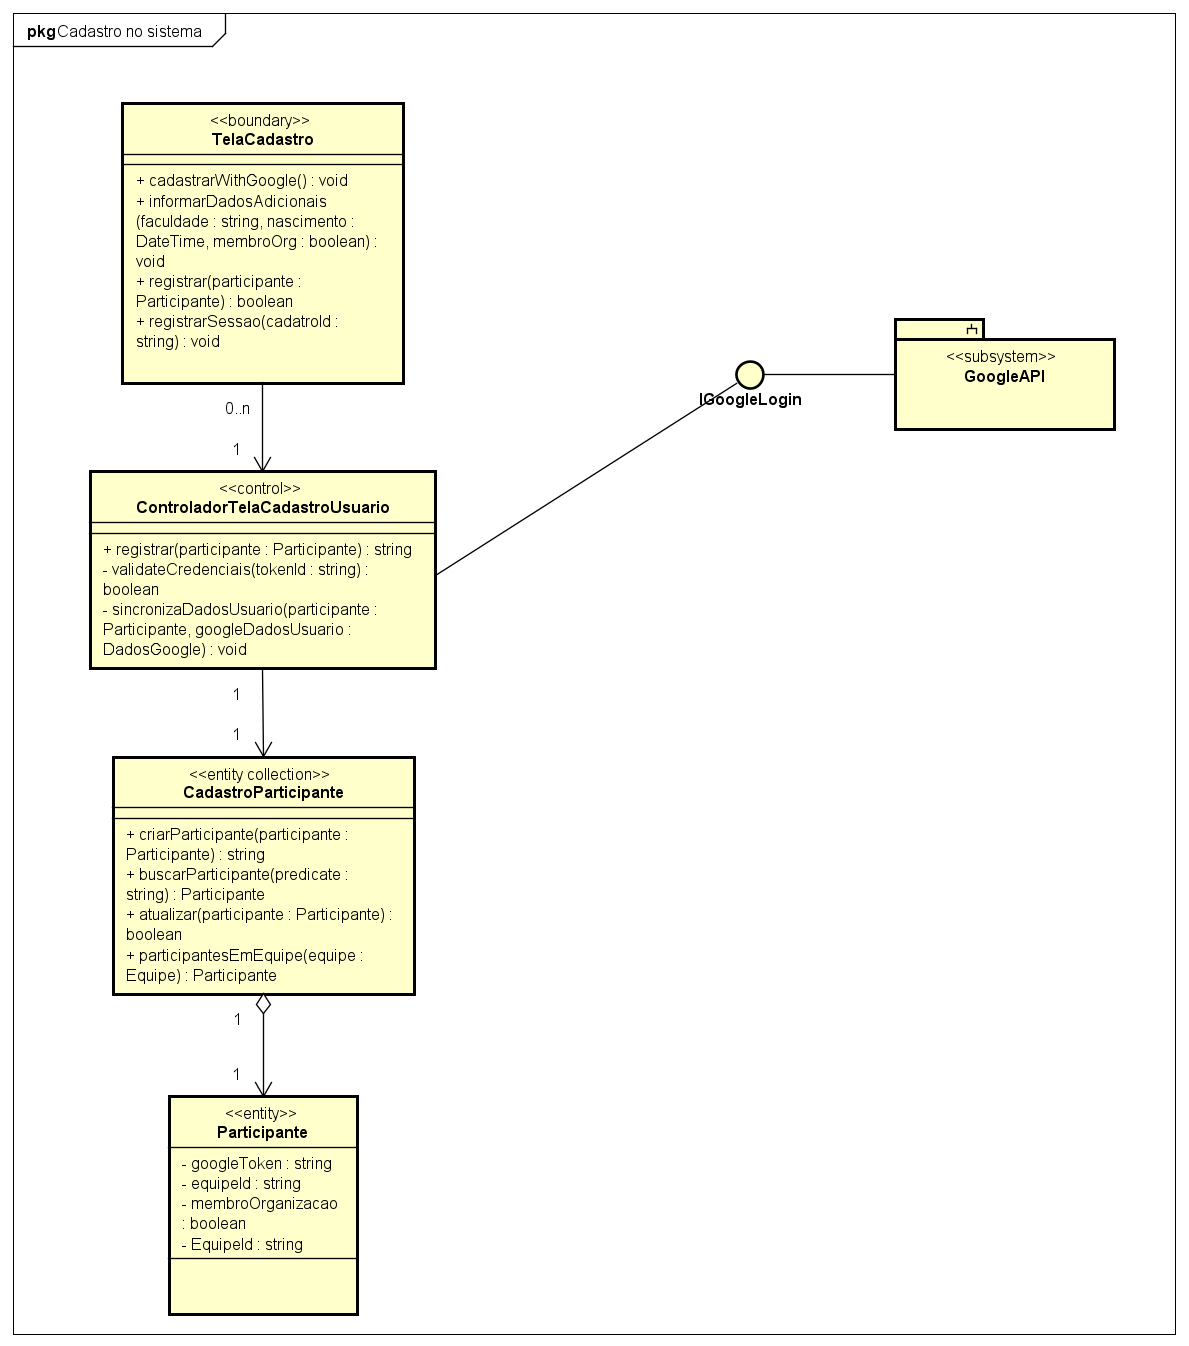 pkg Cadastro no sistema
<<boundary>>
TelaCadastro
+ cadastrarWithGoogle() : void
+ informarDadosAdicionais
(faculdade : string, nascimento :
DateTime, membroOrg : boolean) :
void
+ registrar(participante :
Participante) : boolean
+ registrarSessao(cadatroId :
string) : void
<<subsystem>>
GoogleAPI
IGoogleLogin
0..n
1
<<control>>
ControladorTelaCadastroUsuario
+ registrar(participante : Participante) : string
- validateCredenciais(tokenId : string) :
boolean
- sincronizaDadosUsuario(participante :
Participante, googleDadosUsuario :
DadosGoogle) : void
1
1
<<entity collection>>
CadastroParticipante
+ criarParticipante(participante :
Participante) : string
+ buscarParticipante(predicate :
string) : Participante
+ atualizar(participante : Participante) :
boolean
+ participantesEmEquipe(equipe :
Equipe) : Participante
1
1
<<entity>>
Participante
- googleToken : string
- equipeId : string
- membroOrganizacao
: boolean
- EquipeId : string